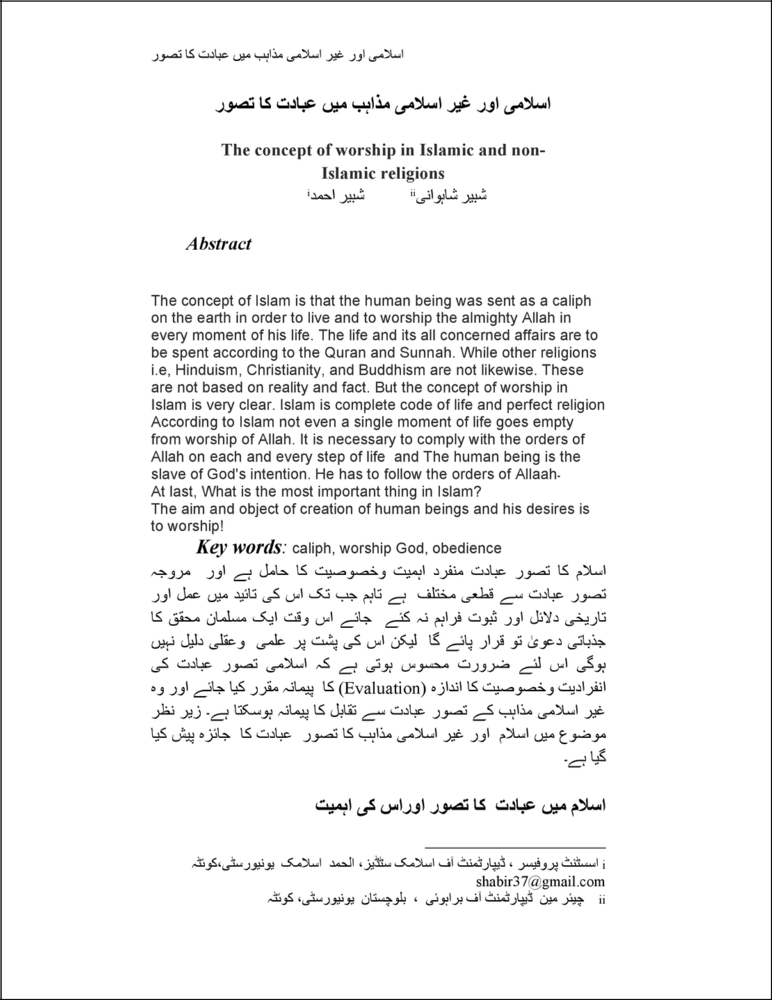 اسلامی اور غیر اسلامی مذاہب میں عبادت کا تصور
اسلامی اور غیر اسلامی مذاہب میں عبادت کا تصور
The concept of worship in Islamic and non-
Islamic religions
شبیر شاہوانی ii شبیر احمد i
Abstract
The concept of Islam is that the human being was sent as a caliph
on the earth in order to live and to worship the almighty Allah in
every moment of his life. The life and its all concerned affairs are to
be spent according to the Quran and Sunnah. While other religions
i.e, Hinduism, Christianity, and Buddhism are not likewise. These
are not based on reality and fact. But the concept of worship in
Islam is very clear. Islam is complete code of life and perfect religion
According to Islam not even a single moment of life goes empty
from worship of Allah. It is necessary to comply with the orders of
Allah on each and every step of life and The human being is the
slave of God's intention. He has to follow the orders of Allaah-
At last, What is the most important thing in Islam?
The aim and object of creation of human beings and his desires is
to worship!
Key words: caliph, worship God, obedience
اسلام کا تصور عبادت منفرد اہمیت وخصوصیت کا حامل ہے اور مروجہ
تصور عبادت سے قطعی مختلف ہے تاہم جب تک اس کی تائید میں عمل اور
تاریخی دلائل اور ثبوت فراہم نہ کئے جائے اس وقت ایک مسلمان محقق کا
جذباتی دعویٰ تو قرار پائے گا لیکن اس کی پشت پر علمی وعقلی دلیل نہیں
ہوگی اس لئے ضرورت محسوس ہوتی ہے کہ اسلامی تصور عبادت کی
انفرادیت وخصوصیت کا اندازہ (Evaluation) کا پیمانہ مقرر کیا جائے اور وہ
غیر اسلامی مذاہب کے تصور عبادت سے تقابل کا پیمانہ ہوسکتا ہے۔ زیر نظر
موضوع میں اسلام اور غیر اسلامی مذاہب کا تصور عبادت کا جائزہ پیش کیا
گیا ہے۔
اسلام میں عبادت کا تصور اوراس کی اہمیت
i اسسٹنٹ پروفیسر ، ڈیپارٹمنٹ آف اسلامک سٹڈیز، الحمد اسلامک یونیورسٹی،کوئٹہ
shabir37@gmail.com
ii چیئر مین ڈیپارٹمنٹ آف براہوئی ، بلوچستان یونیورسٹی، کوئٹہ